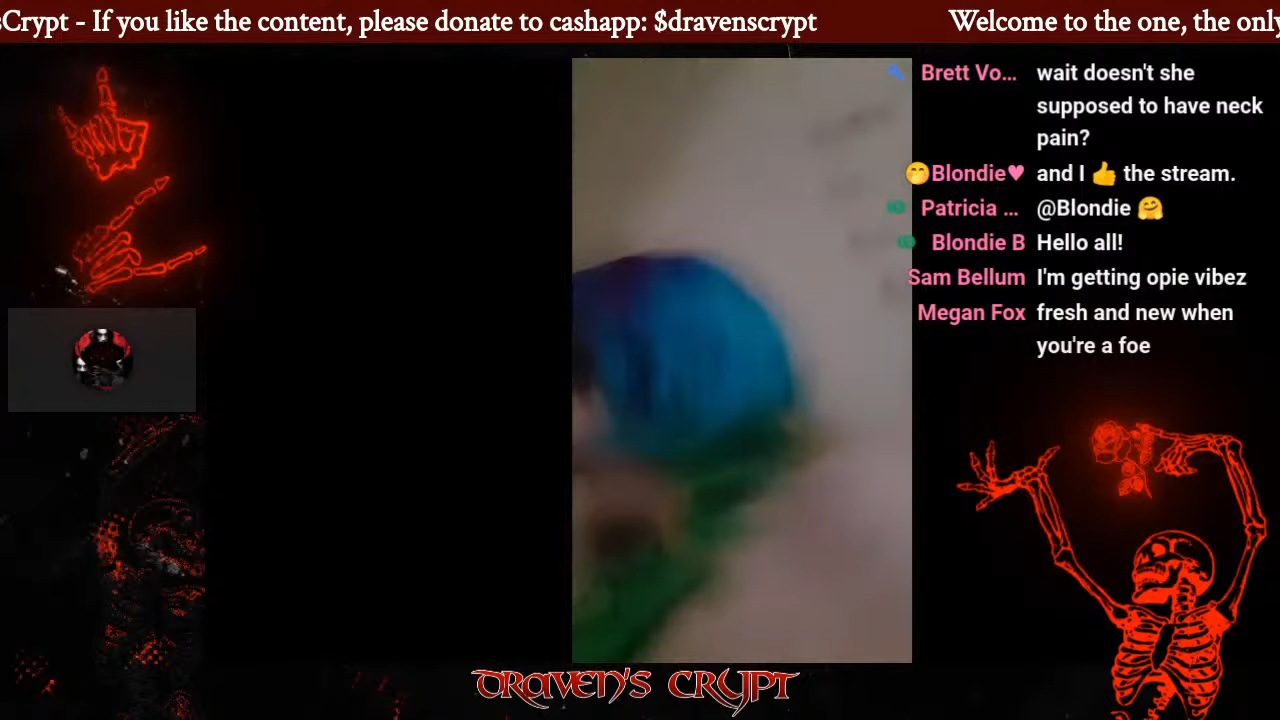 sCrypt - If you like the content, please donate to cashapp: $dravenscrypt Welcome to the one, the only
Brett Vo... wait doesn't she
supposed to have neck
pain?
🤭Blondie♥ and I 👍 the stream.
Patricia ... @Blondie 🤗
Blondie B Hello all!
Sam Bellum I'm getting opie vibez
Megan Fox fresh and new when
you're a foe
DRAVEN'S CRYPT